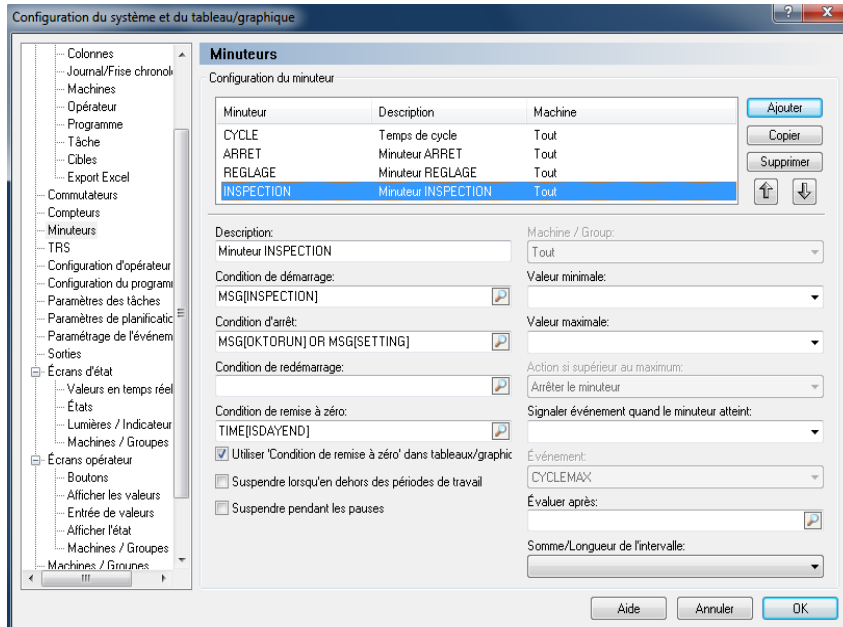 Configuration du système et du tableau/graphique
Colonnes
Journal/Frise chronol
Machines
Opérateur
Programme
Tâche
Cibles
Export Excel
Commutateurs
Compteurs
Minuteurs
TRS
Configuration d'opérateur
Configuration du program
Paramètres des tâches
Paramètres de planificatic
Paramétrage de l'événem
Sorties
Écrans d'état
Valeurs en temps réel
États
Lumières / Indicateur
Machines / Groupes
Écrans opérateur
Boutons
Afficher les valeurs
Entrée de valeurs
Afficher l'état
Machines / Groupes
Machines / Groupes
Minuteurs
Configuration du minuteur
Minuteur Description Machine
CYCLE Temps de cycle Tout
ARRET Minuteur ARRET Tout
REGLAGE Minuteur REGLAGE Tout
INSPECTION Minuteur INSPECTION Tout
Ajouter
Copier
Supprimer
Description:
Minuteur INSPECTION
Condition de démarrage:
MSG[INSPECTION]
Condition d'arrêt:
MSG[OKTORUN] OR MSG[SETTING]
Condition de redémarrage:
Condition de remise à zéro:
TIME[ISDAYEND]
Utiliser 'Condition de remise à zéro' dans tableaux/graphic
Suspendre lorsqu'en dehors des périodes de travail
Suspendre pendant les pauses
Machine / Group:
Tout
Valeur minimale:
Valeur maximale:
Action si supérieur au maximum:
Arrêter le minuteur
Signaler événement quand le minuteur atteint:
Événement:
CYCLEMAX
Évaluer après:
Somme/Longueur de l'intervalle:
Aide
Annuler
OK